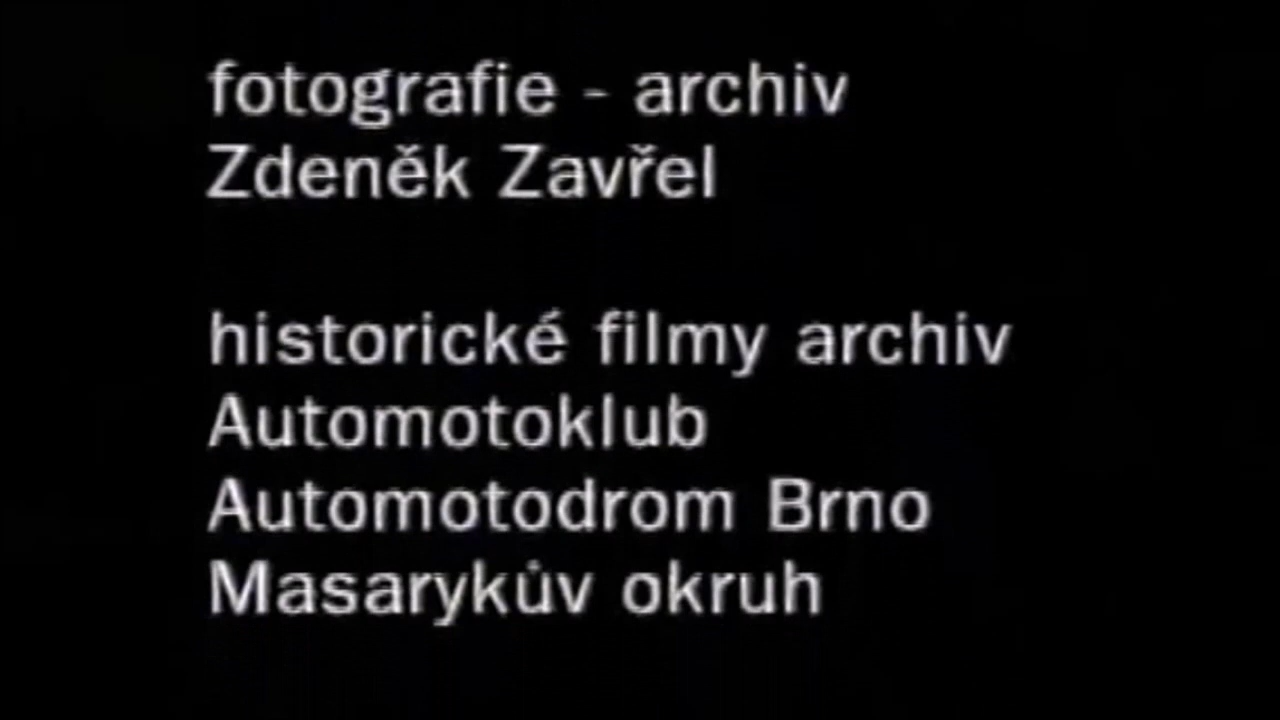 fotografie - archiv
Zdeněk Zavřel
historické filmy archiv
Automotoklub
Automotodrom Brno
Masarykův okruh